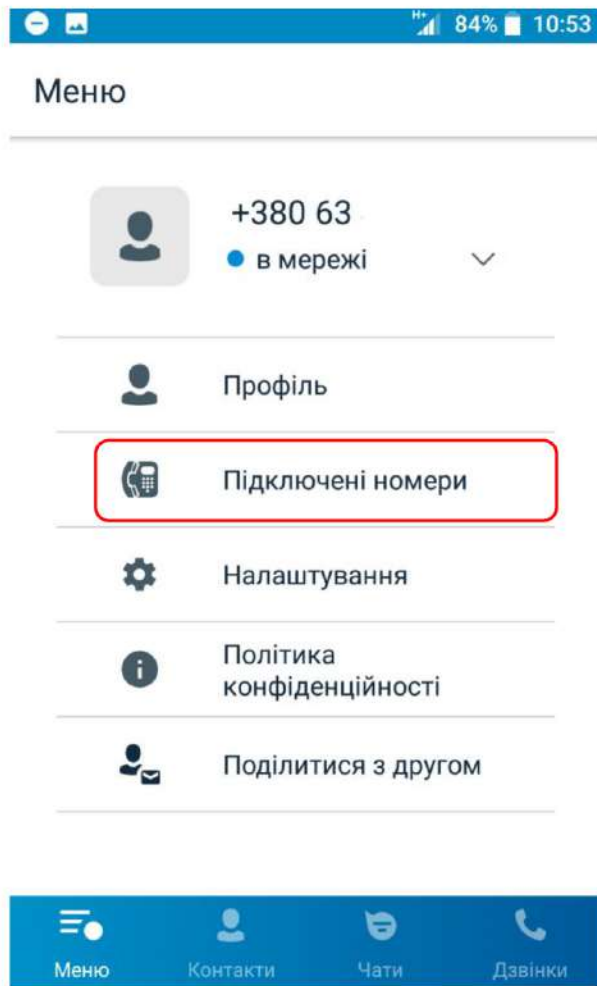 H+ 84% 10:53
Меню
+380 63
в мережі
Профіль
Підключені номери
Налаштування
Політика
конфіденційності
Поділитися з другом
Меню Контакти Чати Дзвінки